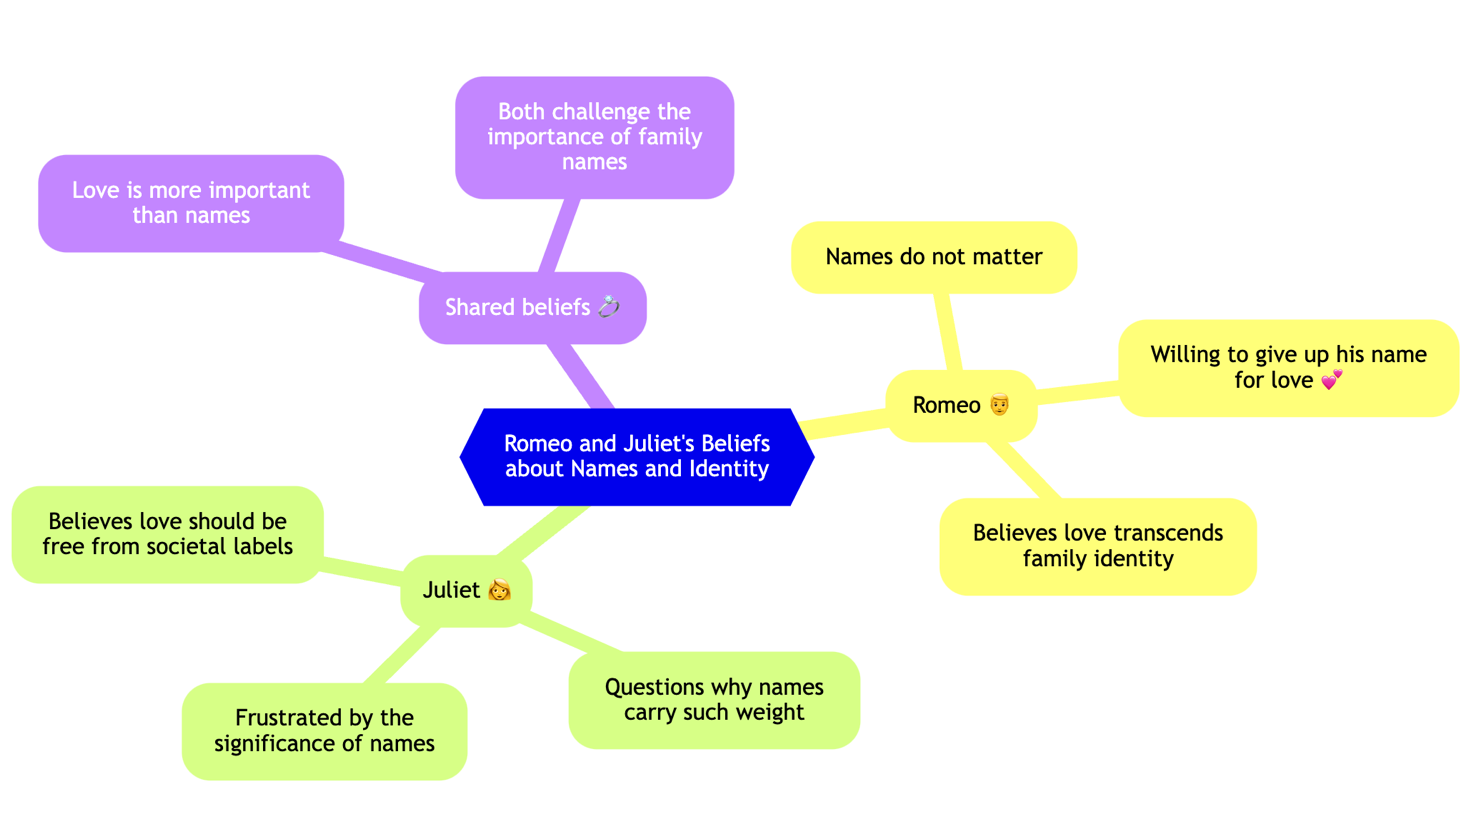 Both challenge the
importance of family
names
Love is more important
than names
Shared beliefs 💍
Names do not matter
Willing to give up his name
for love 💕
Romeo 👨
Believes love transcends
family identity
Romeo and Juliet's Beliefs
about Names and Identity
Believes love should be
free from societal labels
Juliet 👩
Frustrated by the
significance of names
Questions why names
carry such weight